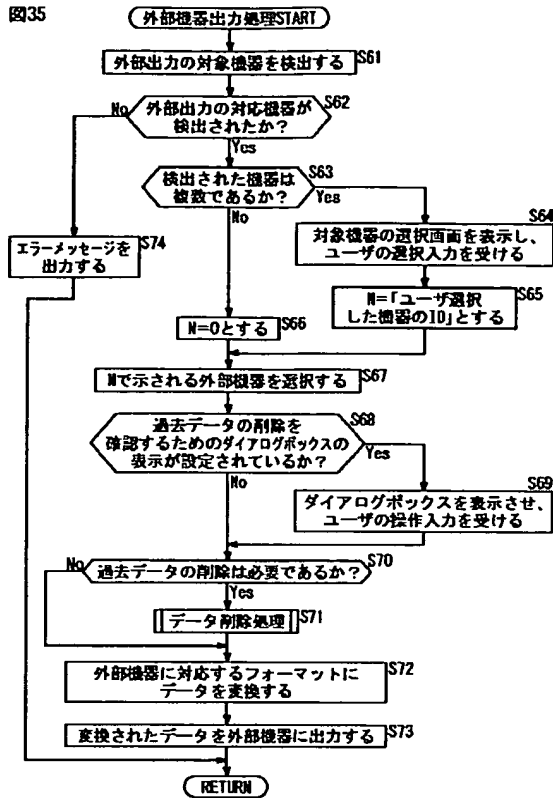 図35
外部機器出力処理START
外部出力の対象機器を検出する
S61
外部出力の対応機器が
検出されたか?
S62
No
Yes
検出された機器は
複数であるか?
S63
Yes
No
対象機器の選択画面を表示し、
ユーザの選択入力を受ける
S64
エラーメッセージを
出力する
S74
N=「ユーザ選択
した機器のID」とする
S65
N=0とする
S66
Nで示される外部機器を選択する
S67
過去データの削除を
確認するためのダイアログボックスの
表示が設定されているか?
S68
Yes
No
ダイアログボックスを表示させ、
ユーザの操作入力を受ける
S69
No
過去データの削除は必要であるか?
S70
Yes
データ削除処理
S71
外部機器に対応するフォーマットに
データを変換する
S72
変換されたデータを外部機器に出力する
S73
RETURN